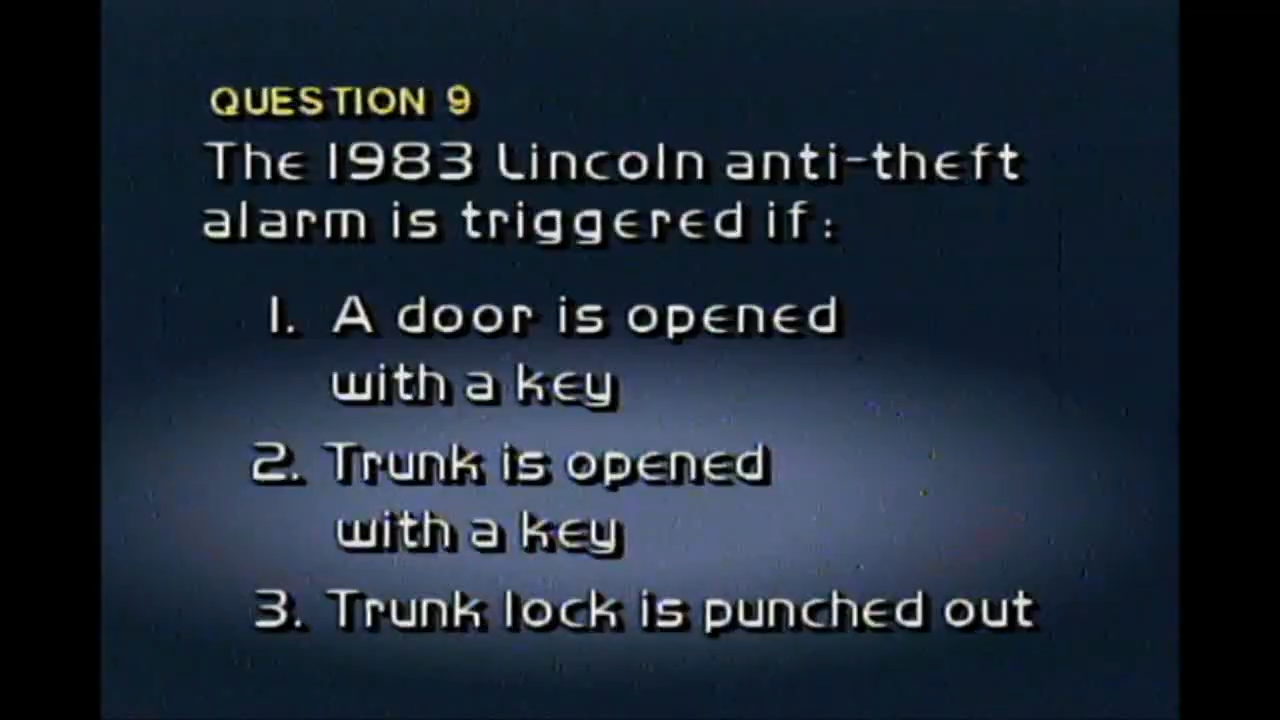 QUESTION 9
The 1983 Lincoln anti-theft
alarm is triggered if:
1. A door is opened
with a key
2. Trunk is opened
with a key
3. Trunk lock is punched out